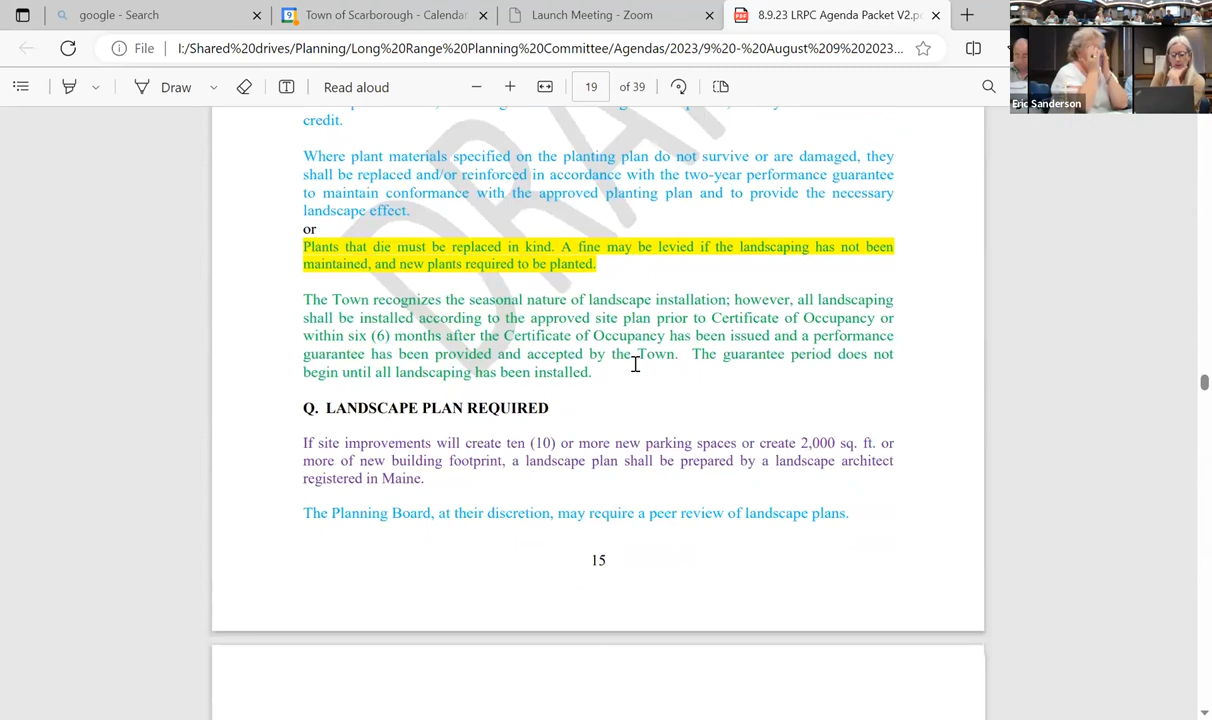 google - Search
Town of Scarborough - Calendar
Launch Meeting - Zoom
8.9.23 LRPC Agenda Packet V2.p
File
I:/Shared%20drives/Planning/Long%20Range%20Planning%20Committee/Agendas/2023/9%20-%20August%209%202023...
Draw
Read aloud
19 of 39
Eric Sanderson
credit.
Where plant materials specified on the planting plan do not survive or are damaged, they
shall be replaced and/or reinforced in accordance with the two-year performance guarantee
to maintain conformance with the approved planting plan and to provide the necessary
landscape effect.
or
Plants that die must be replaced in kind. A fine may be levied if the landscaping has not been
maintained, and new plants required to be planted.
The Town recognizes the seasonal nature of landscape installation; however, all landscaping
shall be installed according to the approved site plan prior to Certificate of Occupancy or
within six (6) months after the Certificate of Occupancy has been issued and a performance
guarantee has been provided and accepted by the Town. The guarantee period does not
begin until all landscaping has been installed.
Q. LANDSCAPE PLAN REQUIRED
If site improvements will create ten (10) or more new parking spaces or create 2,000 sq. ft. or
more of new building footprint, a landscape plan shall be prepared by a landscape architect
registered in Maine.
The Planning Board, at their discretion, may require a peer review of landscape plans.
15